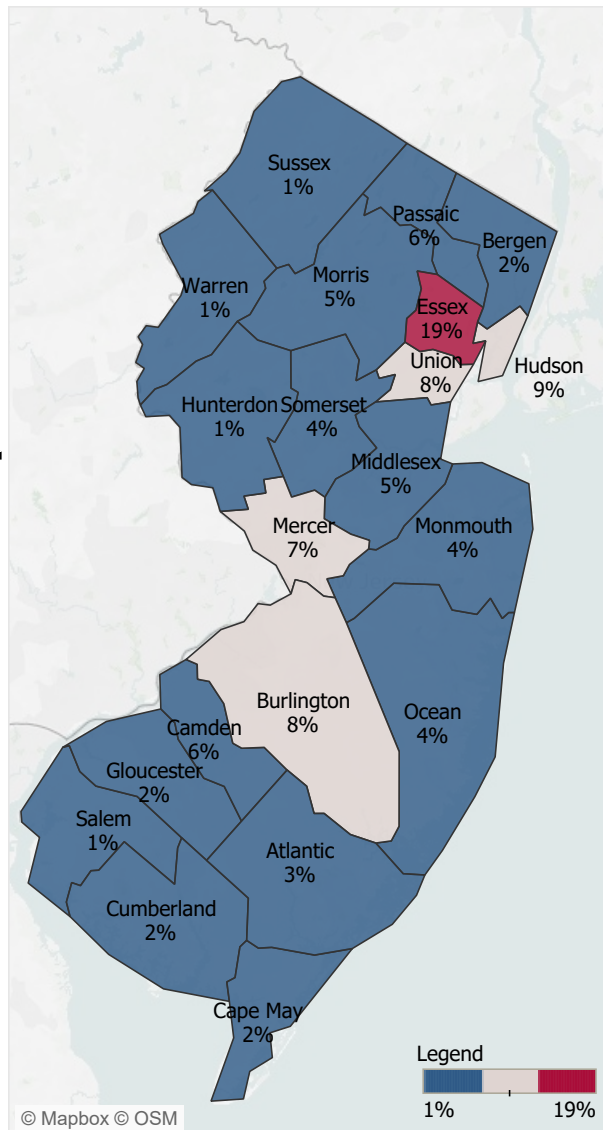 Sussex
1%
Passaic
6%
Bergen
2%
Warren
1%
Morris
5%
Essex
19%
Union
8%
Hudson
9%
Hunterdon
1%
Somerset
4%
Middlesex
5%
Mercer
7%
Monmouth
4%
Burlington
8%
Ocean
4%
Camden
6%
Gloucester
2%
Salem
1%
Atlantic
3%
Cumberland
2%
Cape May
2%
Legend
1% 19%
© Mapbox © OSM